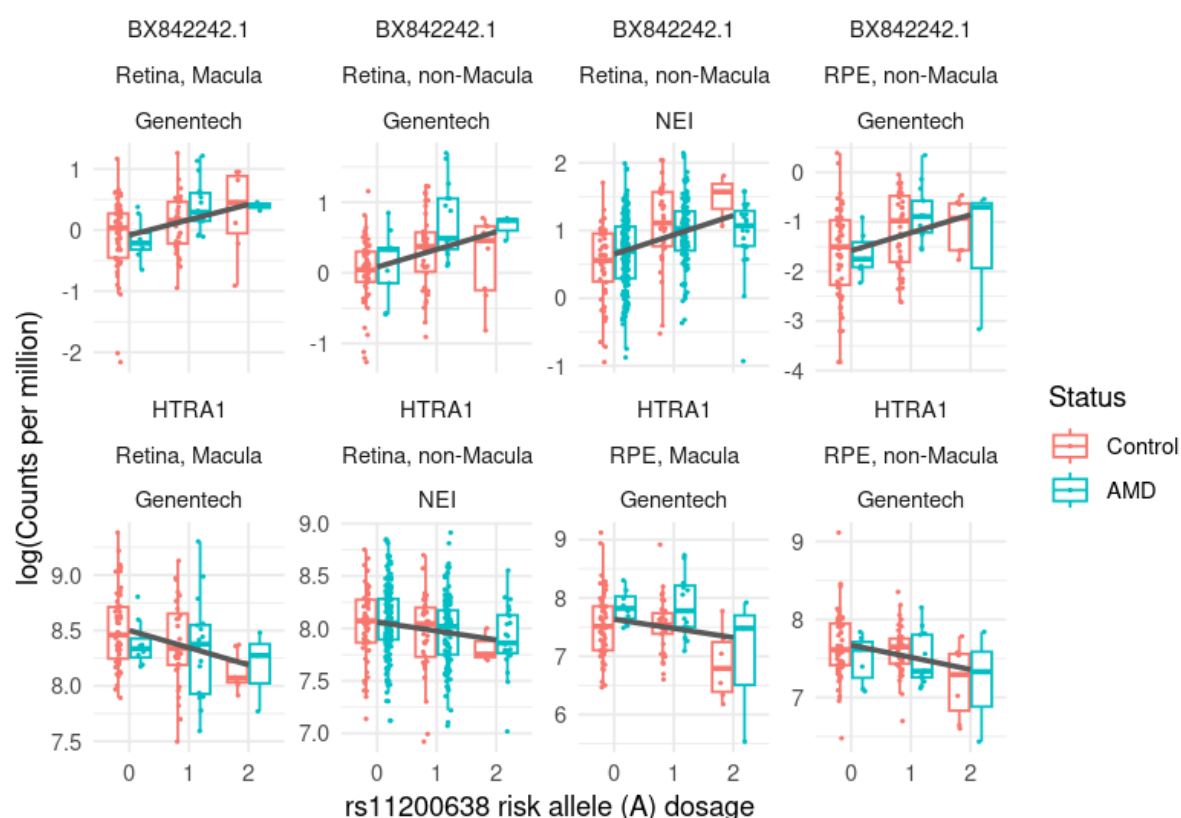 BX842242.1 BX842242.1 BX842242.1 BX842242.1
Retina, Macula Retina, non-Macula Retina, non-Macula RPE, non-Macula
Genentech Genentech NEI Genentech
1
0
-1
-2
1
0
-1
2
1
0
-1
0
-1
-2
-3
-4
HTRA1 HTRA1 HTRA1 HTRA1
Retina, Macula Retina, non-Macula RPE, Macula RPE, non-Macula
Genentech NEI Genentech Genentech
9.0
8.5
8.0
7.5
9.0
8.5
8.0
7.5
7.0
9
8
7
6
9
8
7
0 1 2 0 1 2 0 1 2 0 1 2
rs11200638 risk allele (A) dosage
log(Counts per million)
Status
Control
AMD